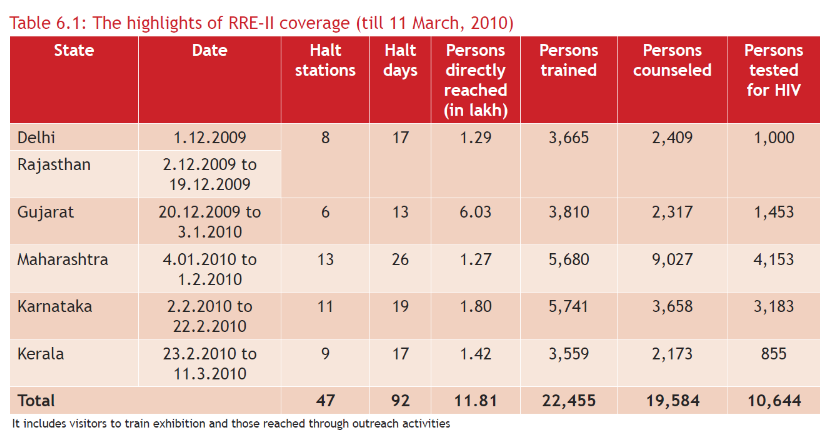 Table 6.1: The highlights of RRE-II coverage (till 11 March, 2010)
State Date Halt stations Halt days Persons directly reached (in lakh) Persons trained Persons counseled Persons tested for HIV
Delhi 1.12.2009 8 17 1.29 3,665 2,409 1,000
Rajasthan 2.12.2009 to
19.12.2009
Gujarat 20.12.2009 to 6 13 6.03 3,810 2,317 1,453
3.1.2010
Maharashtra 4.01.2010 to 13 26 1.27 5,680 9,027 4,153
1.2.2010
Karnataka 2.2.2010 to 11 19 1.80 5,741 3,658 3,183
22.2.2010
Kerala 23.2.2010 to 9 17 1.42 3,559 2,173 855
11.3.2010
Total 47 92 11.81 22,455 19,584 10,644
It includes visitors to train exhibition and those reached through outreach activities